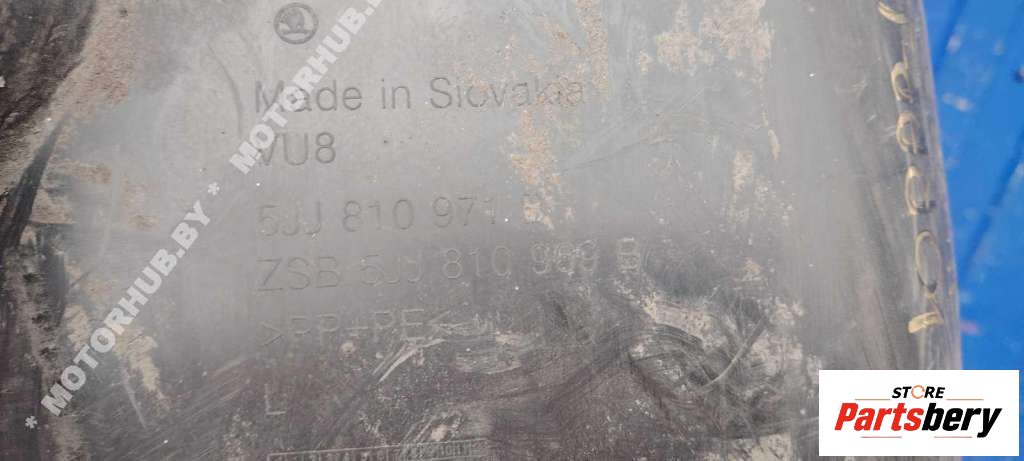 Made in Slovakia
VU8
5JJ 810 971
ZSB 5JJ 810 969 B
>PP+PE<
L
* MOTORHUB.BY * MOTORHUB.BY
STORE
Partsbery